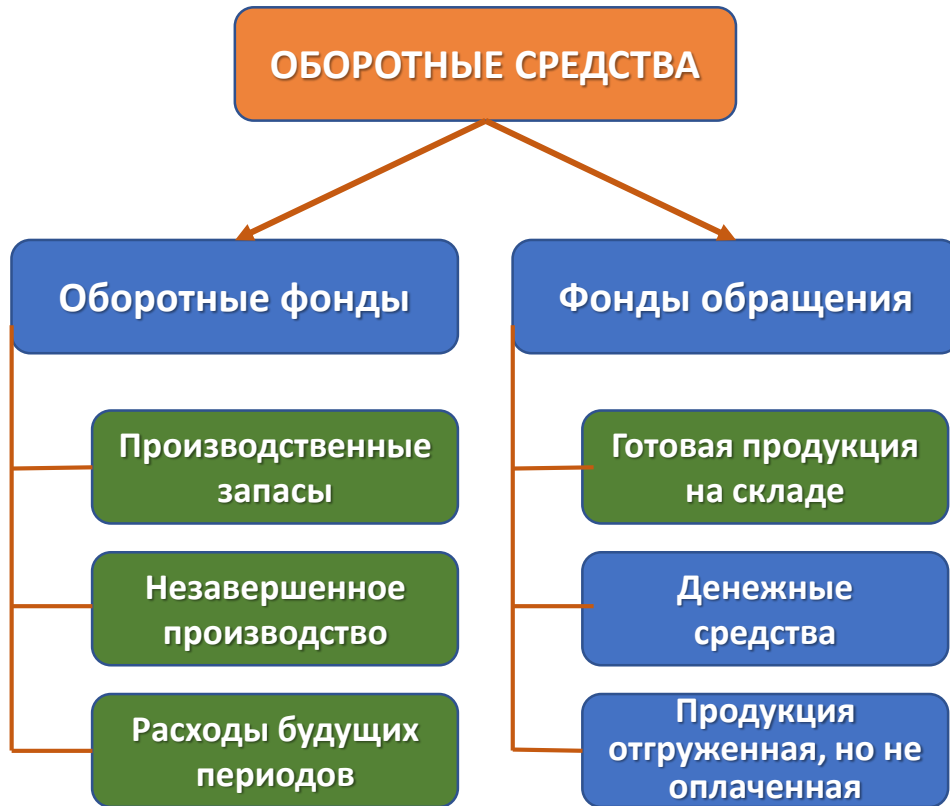 ОБОРОТНЫЕ СРЕДСТВА
Оборотные фонды
Фонды обращения
Производственные
запасы
Готовая продукция
на складе
Незавершенное
производство
Денежные
средства
Расходы будущих
периодов
Продукция
отгруженная, но не
оплаченная